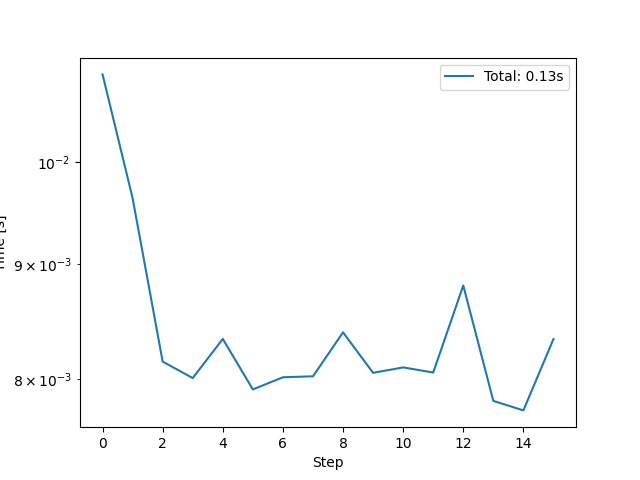 Total: 0.13s
10⁻²
9 × 10⁻³
8 × 10⁻³
Time [s]
0 2 4 6 8 10 12 14
Step